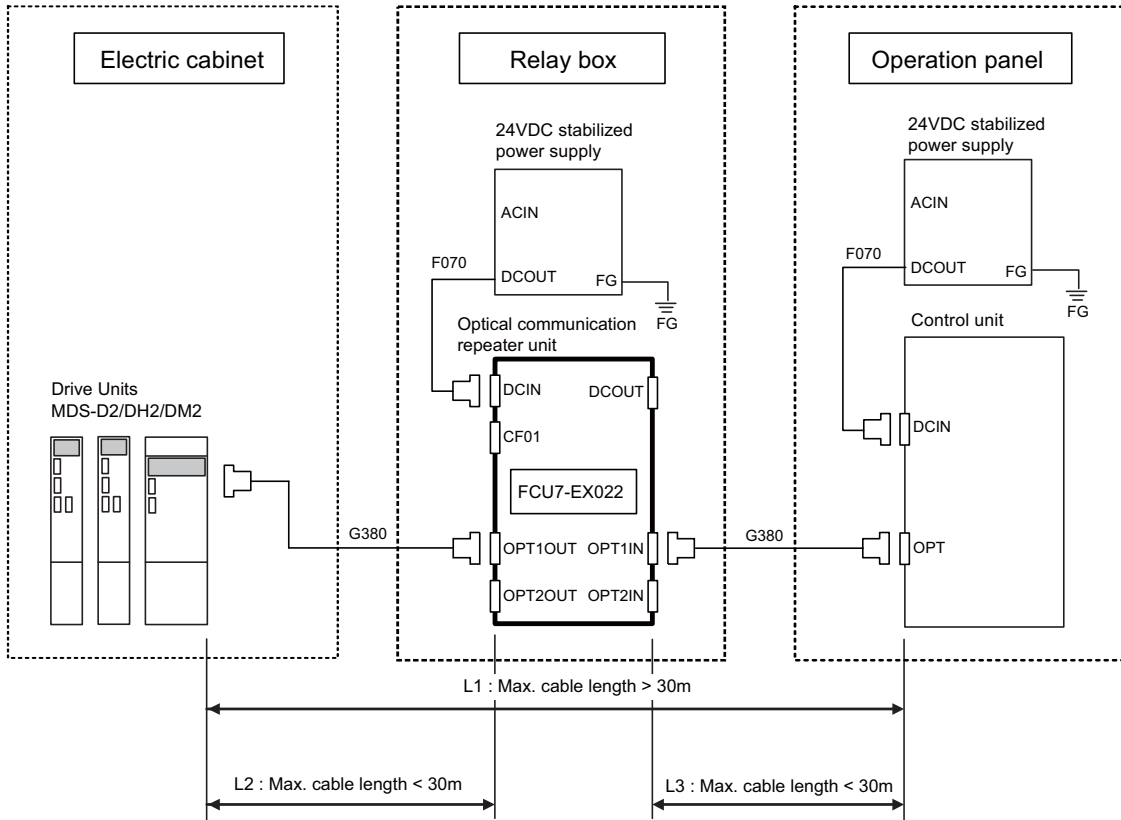 Electric cabinet
Relay box
Operation panel
24VDC stabilized
power supply
ACIN
F070
DCOUT
FG
FG
24VDC stabilized
power supply
ACIN
F070
DCOUT
FG
FG
Optical communication
repeater unit
Control unit
Drive Units
MDS-D2/DH2/DM2
DCIN
DCOUT
CF01
FCU7-EX022
DCIN
G380
OPT1OUT
OPT1IN
G380
OPT
OPT2OUT
OPT2IN
L1 : Max. cable length > 30m
L2 : Max. cable length < 30m
L3 : Max. cable length < 30m